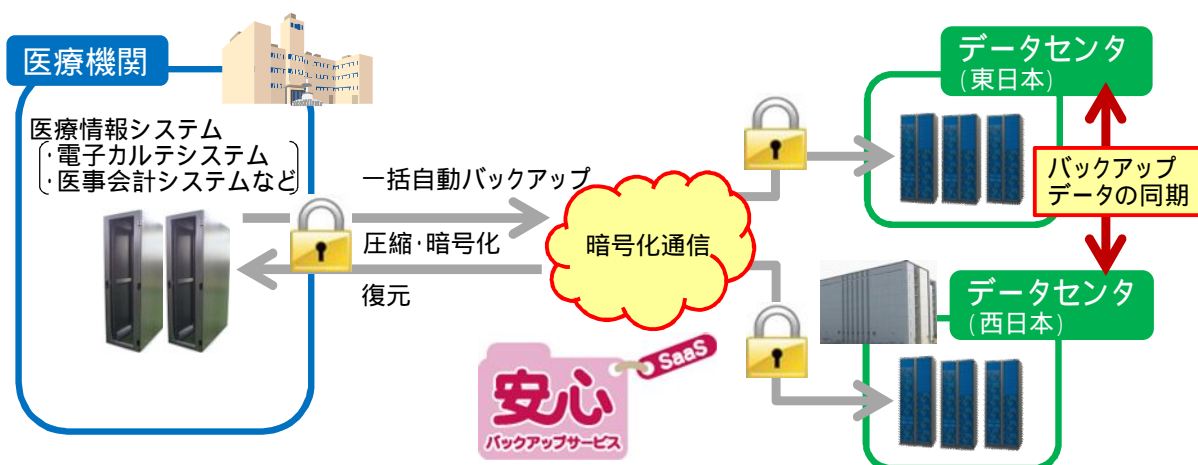 医療機関
医療情報システム
・電子カルテシステム
・医事会計システムなど
一括自動バックアップ
圧縮・暗号化
復元
暗号化通信
SaaS
安心
バックアップサービス
データセンタ
(東日本)
バックアップ
データの同期
データセンタ
(西日本)